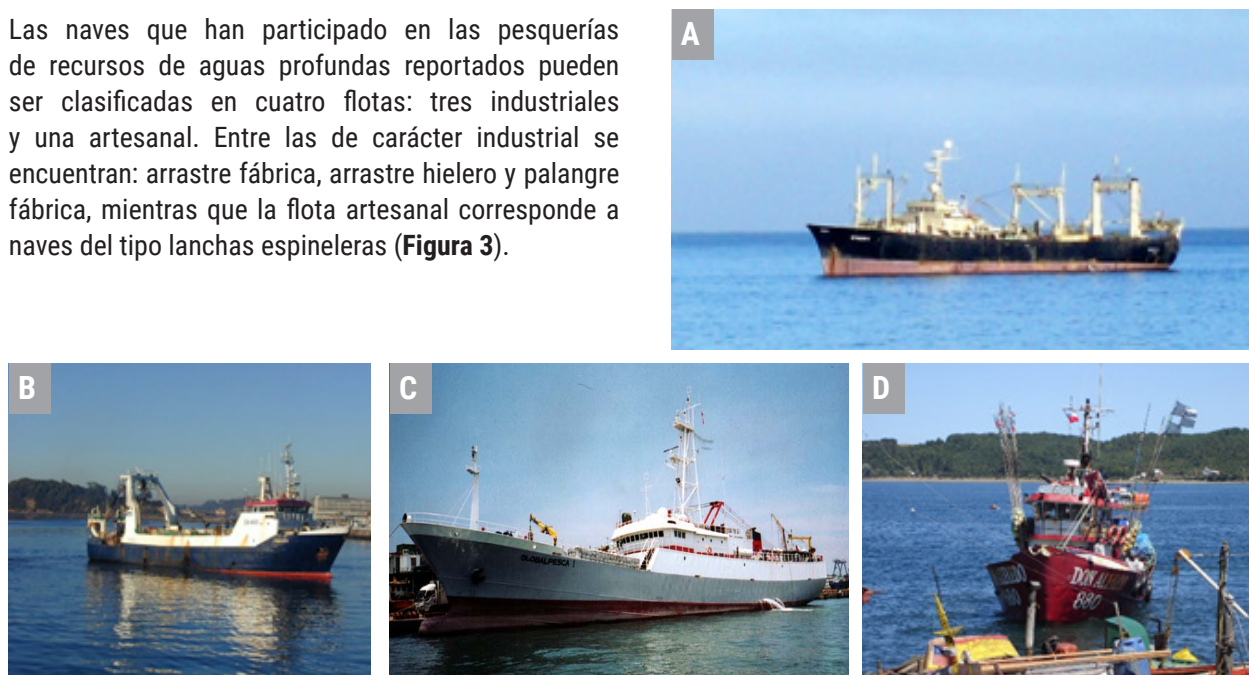 Las naves que han participado en las pesquerías
de recursos de aguas profundas reportados pueden
ser clasificadas en cuatro flotas: tres industriales
y una artesanal. Entre las de carácter industrial se
encuentran: arrastre fábrica, arrastre hielero y palangre
fábrica, mientras que la flota artesanal corresponde a
naves del tipo lanchas espineleras (Figura 3).
A
B
C
GLOBALPESCA I
D
880